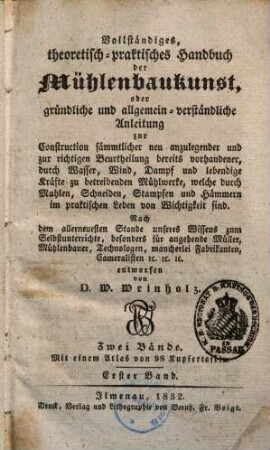 Vollständiges,
theoretisch-praktisches Handbuch
der
Mühlenbaukunst,
oder
gründliche und allgemein-verständliche
Anleitung
zur
Construction sämmtlicher neu anzulegender und
zur richtigen Beurtheilung bereits vorhandener,
durch Wasser, Wind, Dampf und lebendige
Kräfte zu betreibenden Mühlwerke, welche durch
Mahlen, Schneiden, Stampfen und Hämmern
im praktischen Leben von Wichtigkeit sind.
Nach
dem allerneuesten Stande unseres Wissens zum
Selbstunterrichte, besonders für angehende Müller,
Mühlenbauer, Technologen, mancherlei Fabrikanten,
Cameralisten ꝛc. ꝛc. ꝛc.
entworfen
von
D. W. Weinholz.
Zwei Bände.
Mit einem Atlas von 98 Kupfertafeln.
Erster Band.
Ilmenau, 1832.
Druck, Verlag und Lithographie von Bernh. Fr. Voigt.
PASSAU